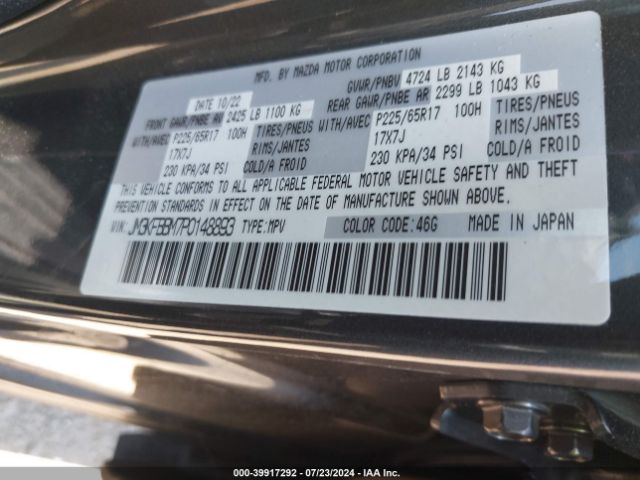 MFD. BY MAZDA MOTOR CORPORATION
DATE 10/22 GVWR/PNBV 4724 LB 2143 KG
FRONT GAWR/PNBE AV 2425 LB 1100 KG REAR GAWR/PNBE AR 2299 LB 1043 KG
WITH/AVEC P225/65R17 100H TIRES/PNEUS WITH/AVEC P225/65R17 100H TIRES/PNEUS
17X7J RIMS/JANTES 17X7J RIMS/JANTES
230 KPA/34 PSI COLD/A FROID 230 KPA/34 PSI COLD/A FROID
THIS VEHICLE CONFORMS TO ALL APPLICABLE FEDERAL MOTOR VEHICLE SAFETY AND THEFT
PREVENTION STANDARDS IN EFFECT ON THE DATE OF MANUFACTURE SHOWN ABOVE.
VIN: JM3KFBBM7P0148893 TYPE:MPV COLOR CODE:46G MADE IN JAPAN
000-39917292 - 07/23/2024 - IAA Inc.